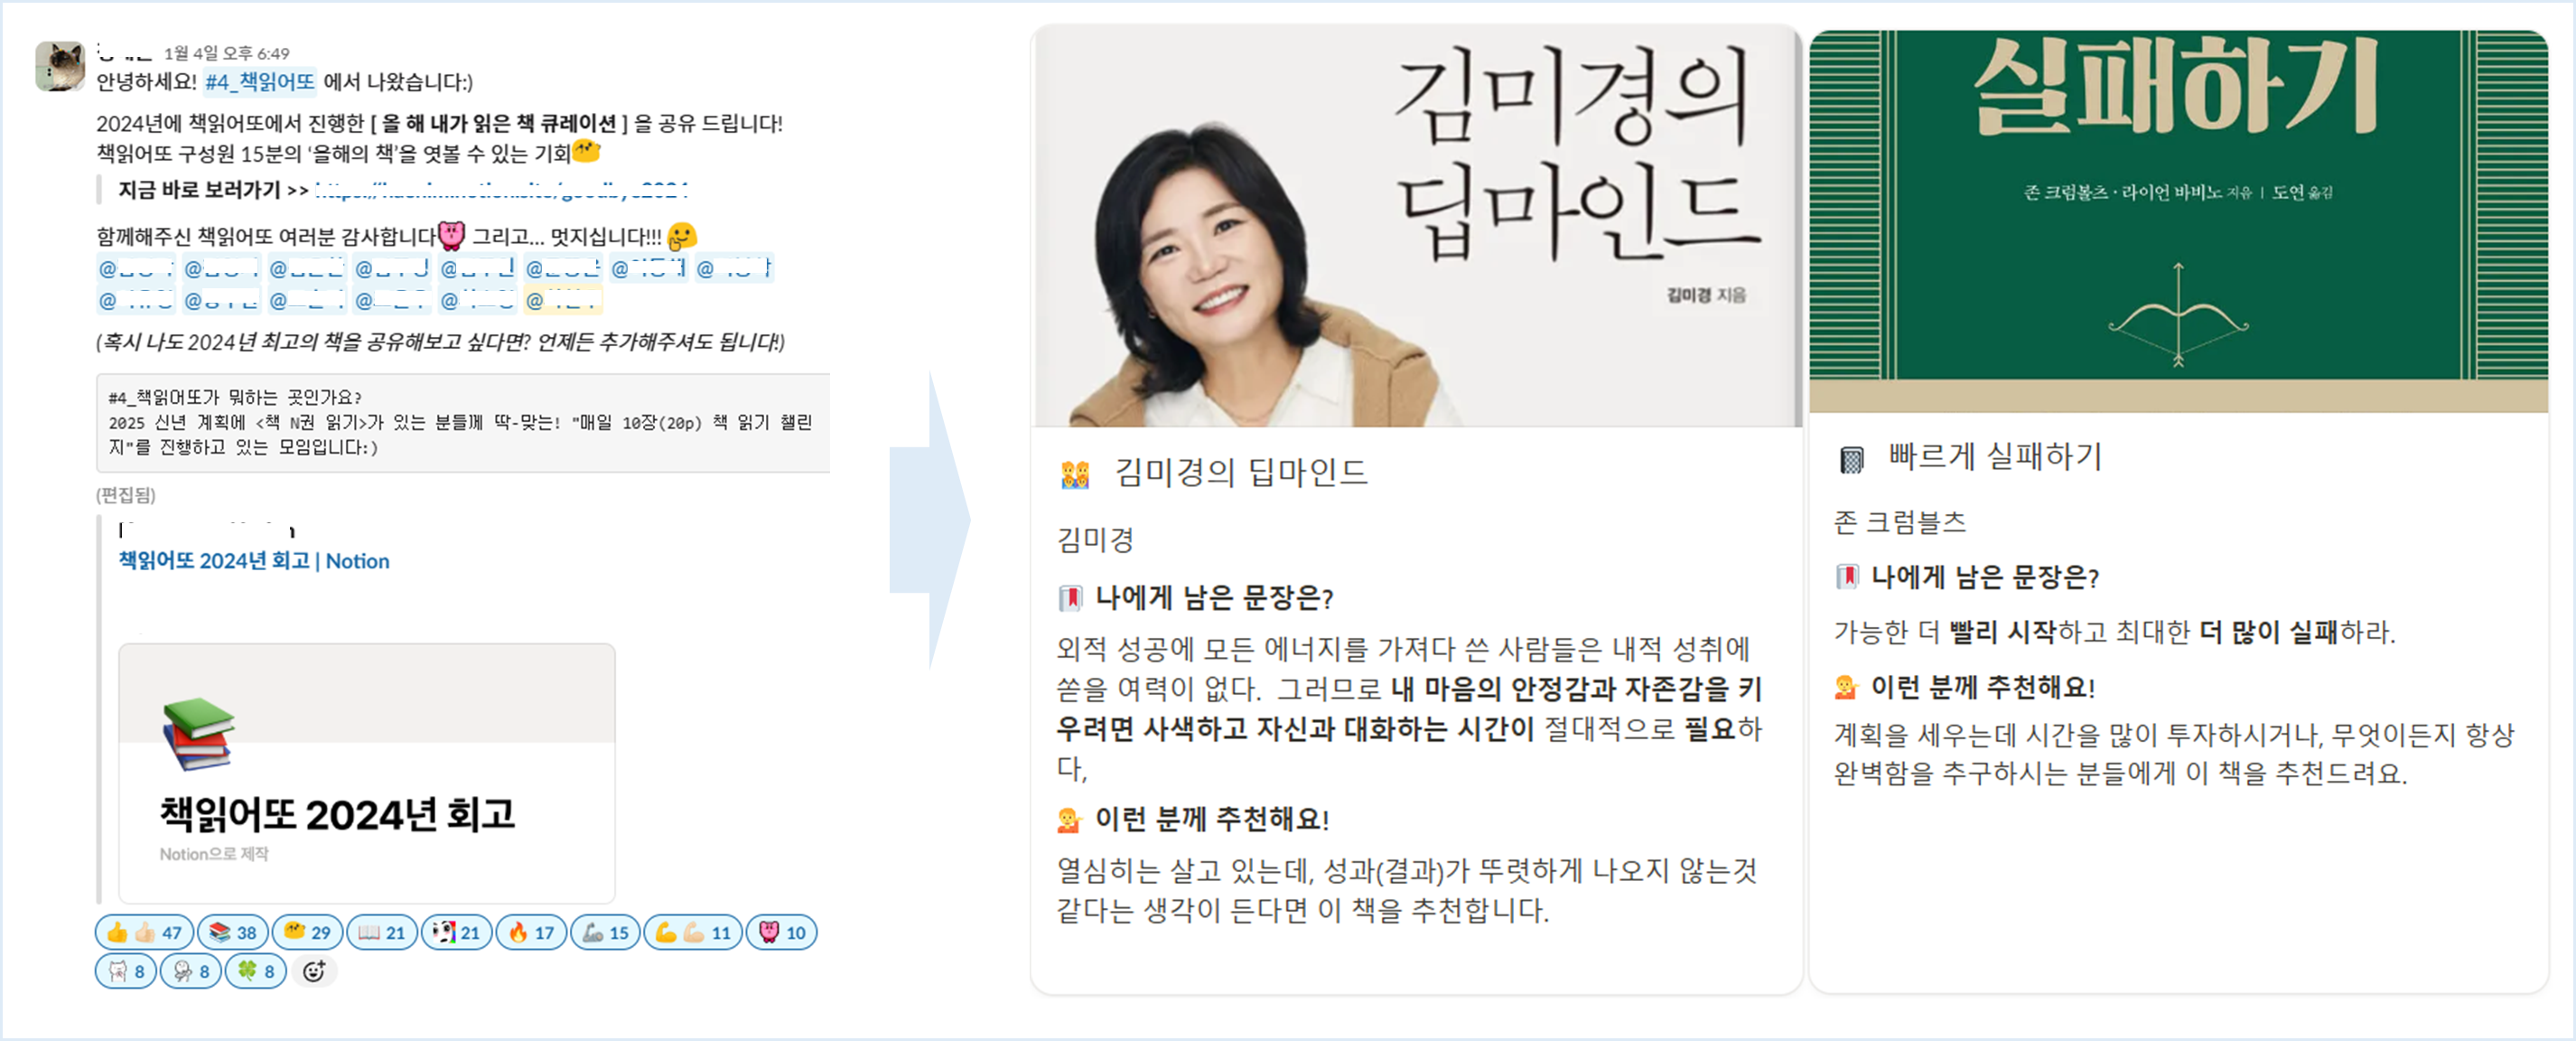 1월 4일 오후 6:49
안녕하세요! #4_책읽어또 에서 나왔습니다:)
2024년에 책읽어또에서 진행한 [ 올 해 내가 읽은 책 큐레이션 ] 을 공유 드립니다!
책읽어또 구성원 15분의 ‘올해의 책’을 엿볼 수 있는 기회
지금 바로 보러가기 >>
함께해주신 책읽어또 여러분 감사합니다 그리고... 멋지십니다!!!
@ @ @ @ @ @ @ @
@ @ @ @ @ @
(혹시 나도 2024년 최고의 책을 공유해보고 싶다면? 언제든 추가해주셔도 됩니다!)
#4_책읽어또가 뭐하는 곳인가요?
2025 신년 계획에 <책 N권 읽기>가 있는 분들께 딱-맞는! "매일 10장(20p) 책 읽기 챌린
지"를 진행하고 있는 모임입니다:)
(편집됨)
책읽어또 2024년 회고 | Notion
책읽어또 2024년 회고
Notion으로 제작
47 38 29 21 21 17 15 11 10
8 8 8
김미경의
딥마인드
김미경 지음
김미경의 딥마인드
김미경
나에게 남은 문장은?
외적 성공에 모든 에너지를 가져다 쓴 사람들은 내적 성취에
쏟을 여력이 없다. 그러므로 내 마음의 안정감과 자존감을 키
우려면 사색하고 자신과 대화하는 시간이 절대적으로 필요하
다,
이런 분께 추천해요!
열심히는 살고 있는데, 성과(결과)가 뚜렷하게 나오지 않는것
같다는 생각이 든다면 이 책을 추천합니다.
실패하기
존 크럼볼츠 · 라이언 바비노 지음 | 도연 옮김
빠르게 실패하기
존 크럼블츠
나에게 남은 문장은?
가능한 더 빨리 시작하고 최대한 더 많이 실패하라.
이런 분께 추천해요!
계획을 세우는데 시간을 많이 투자하시거나, 무엇이든지 항상
완벽함을 추구하시는 분들에게 이 책을 추천드려요.